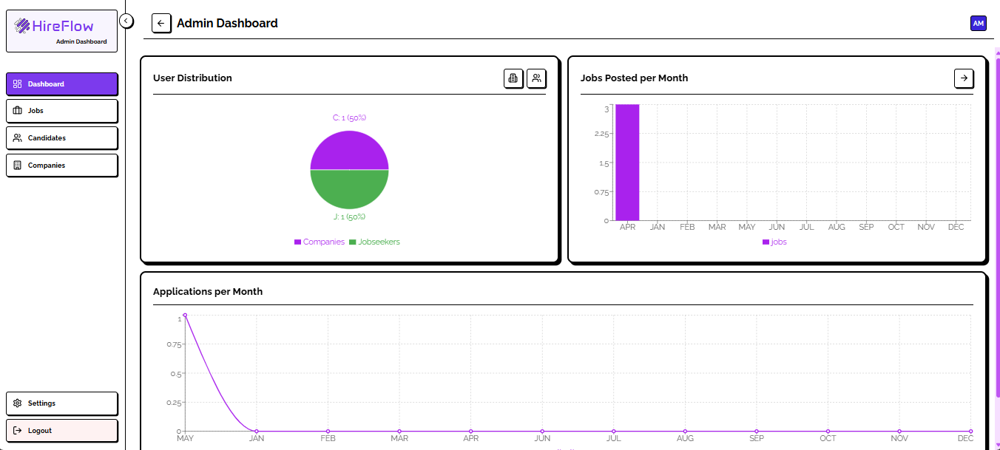 HireFlow
Admin Dashboard
Dashboard
Jobs
Candidates
Companies
Settings
Logout
Admin Dashboard
AM
User Distribution
C: 1 (50%)
J: 1 (50%)
Companies Jobseekers
Jobs Posted per Month
3
2.25
1.5
0.75
0
APR JAN FEB MAR MAY JUN JUL AUG SEP OCT NOV DEC
jobs
Applications per Month
1
0.75
0.5
0.25
0
MAY JAN FEB MAR APR JUN JUL AUG SEP OCT NOV DEC